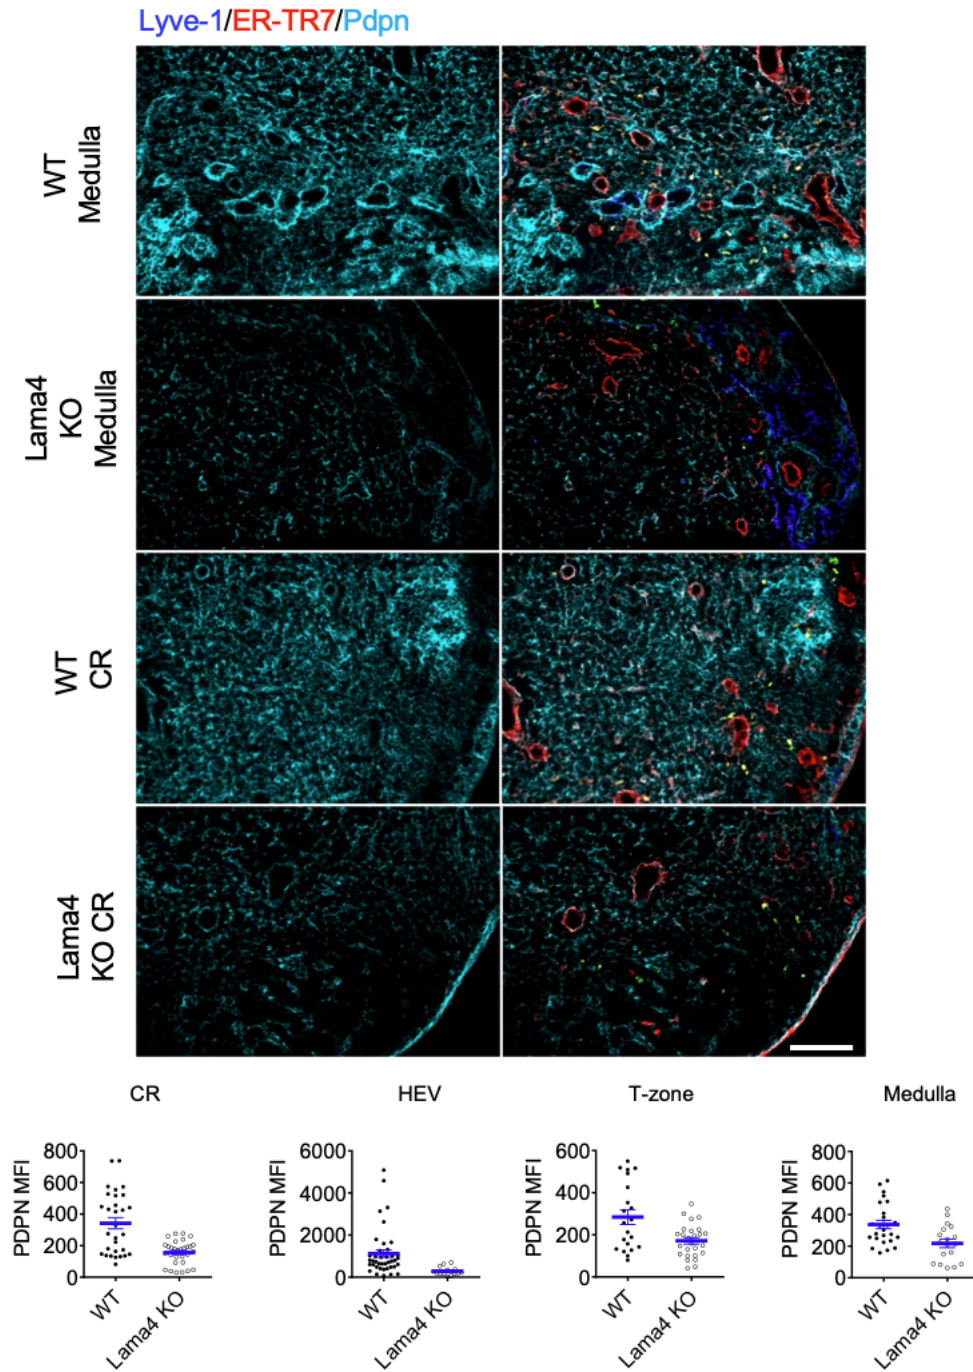 Lyve-1/ER-TR7/Pdpn
WT
Medulla
Lama4
KO
Medulla
WT
CR
Lama4
KO CR
CR
HEV
T-zone
Medulla
PDPN MFI
800
600
400
200
0
WT
Lama4 KO
PDPN MFI
6000
4000
2000
0
WT
Lama4 KO
PDPN MFI
600
400
200
0
WT
Lama4 KO
PDPN MFI
800
600
400
200
0
WT
Lama4 KO